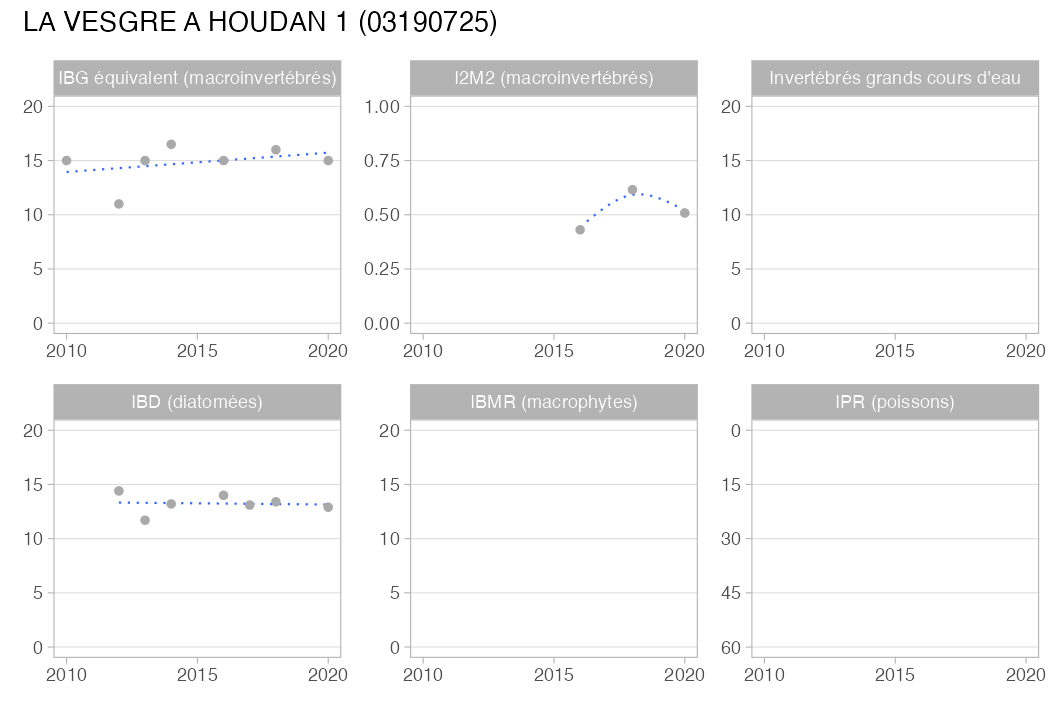 LA VESGRE A HOUDAN 1 (03190725)
IBG équivalent (macroinvertébrés)
20
15
10
5
0
2010 2015 2020
I2M2 (macroinvertébrés)
1.00
0.75
0.50
0.25
0.00
2010 2015 2020
Invertébrés grands cours d'eau
20
15
10
5
0
2010 2015 2020
IBD (diatomées)
20
15
10
5
0
2010 2015 2020
IBMR (macrophytes)
20
15
10
5
0
2010 2015 2020
IPR (poissons)
0
15
30
45
60
2010 2015 2020